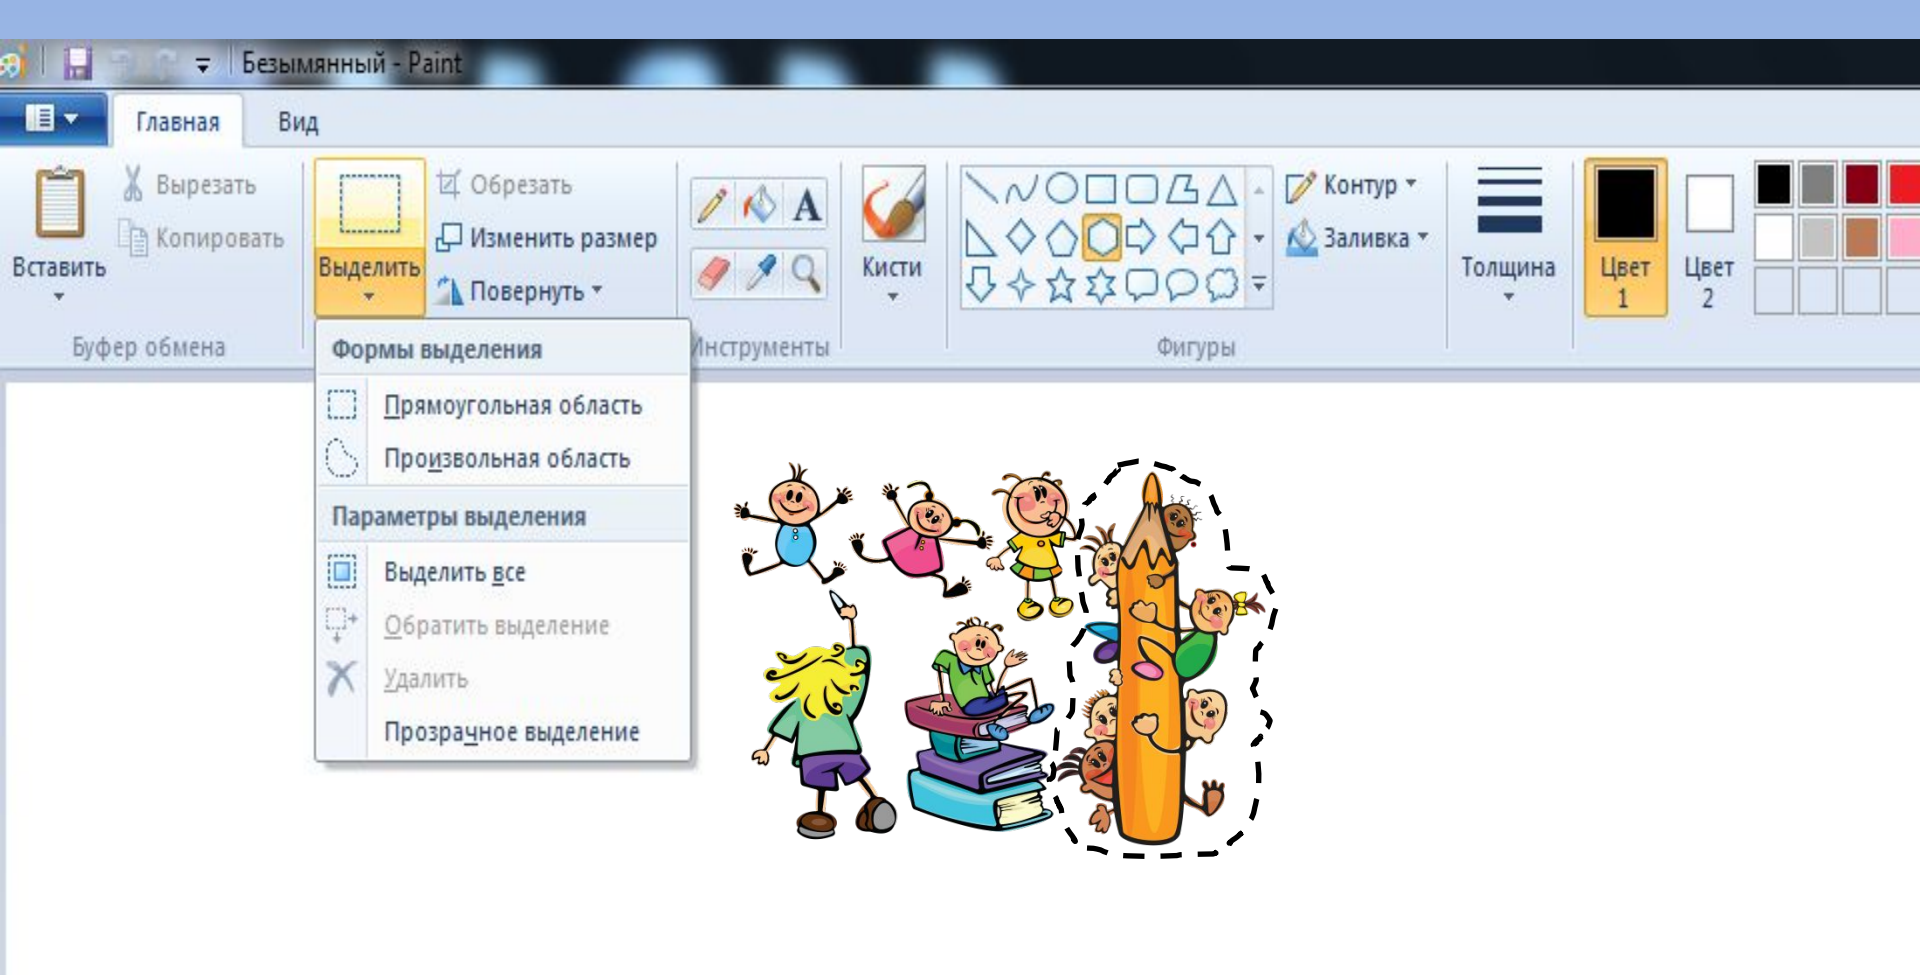 Безымянный - Paint
Главная
Вид
Вставить
Вырезать
Копировать
Буфер обмена
Выделить
Обрезать
Изменить размер
Повернуть
Инструменты
A
Кисти
Фигуры
Контур
Заливка
Толщина
Цвет
1
Цвет
2
Формы выделения
Прямоугольная область
Произвольная область
Параметры выделения
Выделить все
Обратить выделение
Удалить
Прозрачное выделение